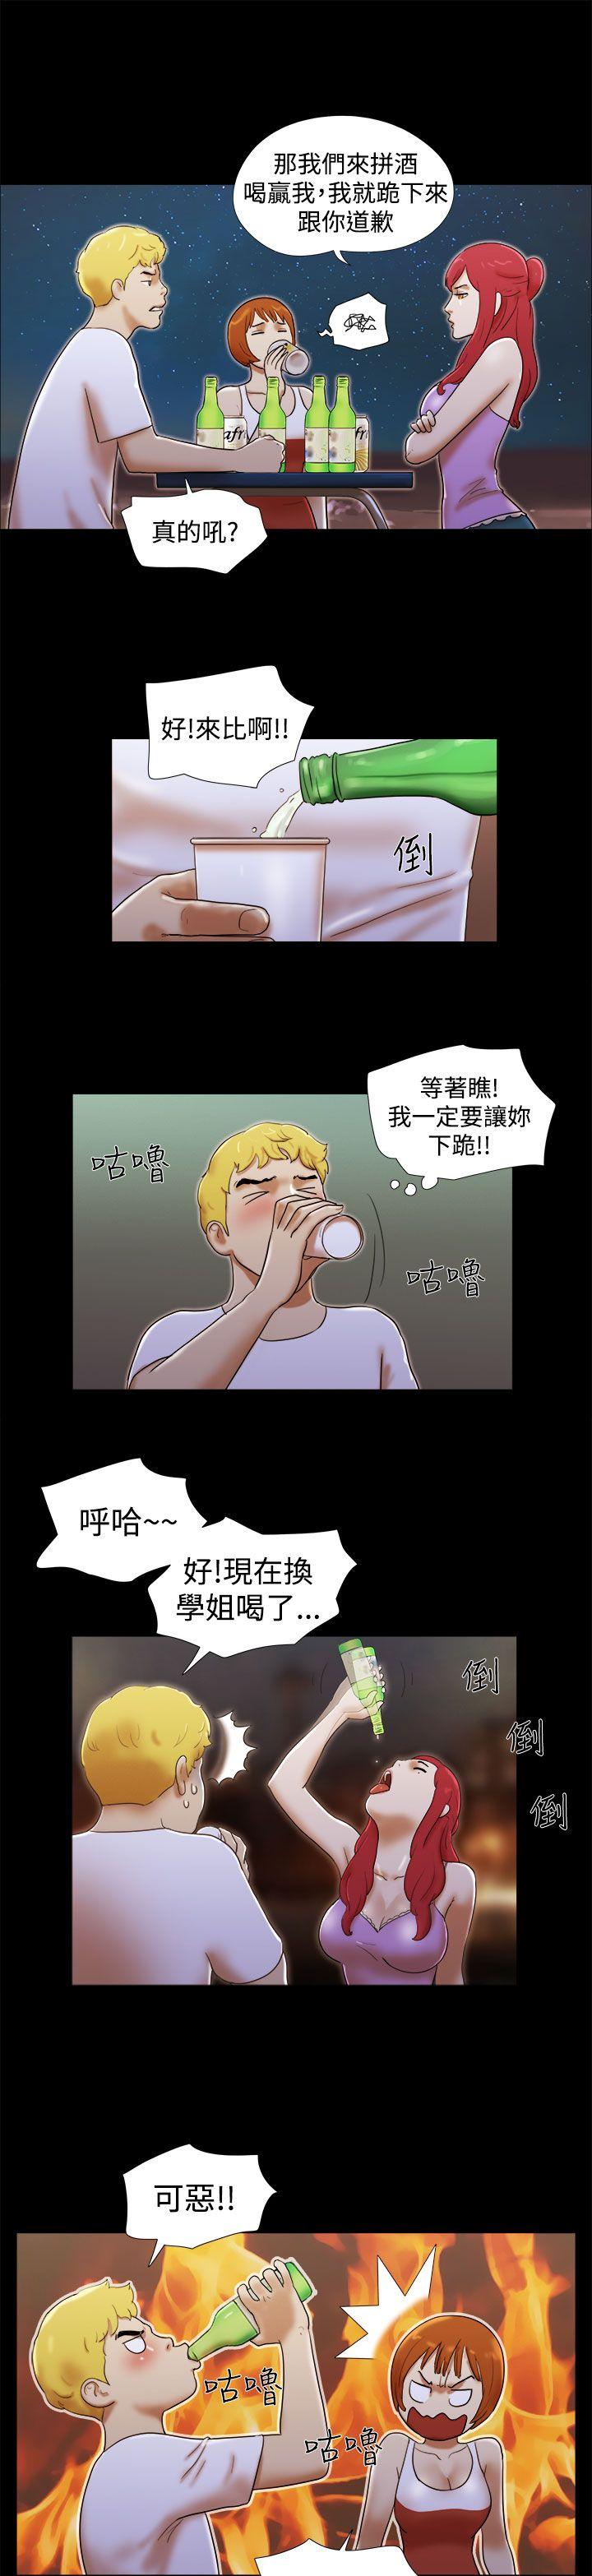 那我們來拼酒
喝贏我,我就跪下來
跟你道歉
afri
afri
真的吼?
好!來比啊!!
倒
等著瞧!
我一定要讓妳
下跪!!
咕嚕
咕嚕
呼哈~~
好!現在換
學姐喝了...
倒
倒
倒
可惡!!
咕嚕
咕嚕